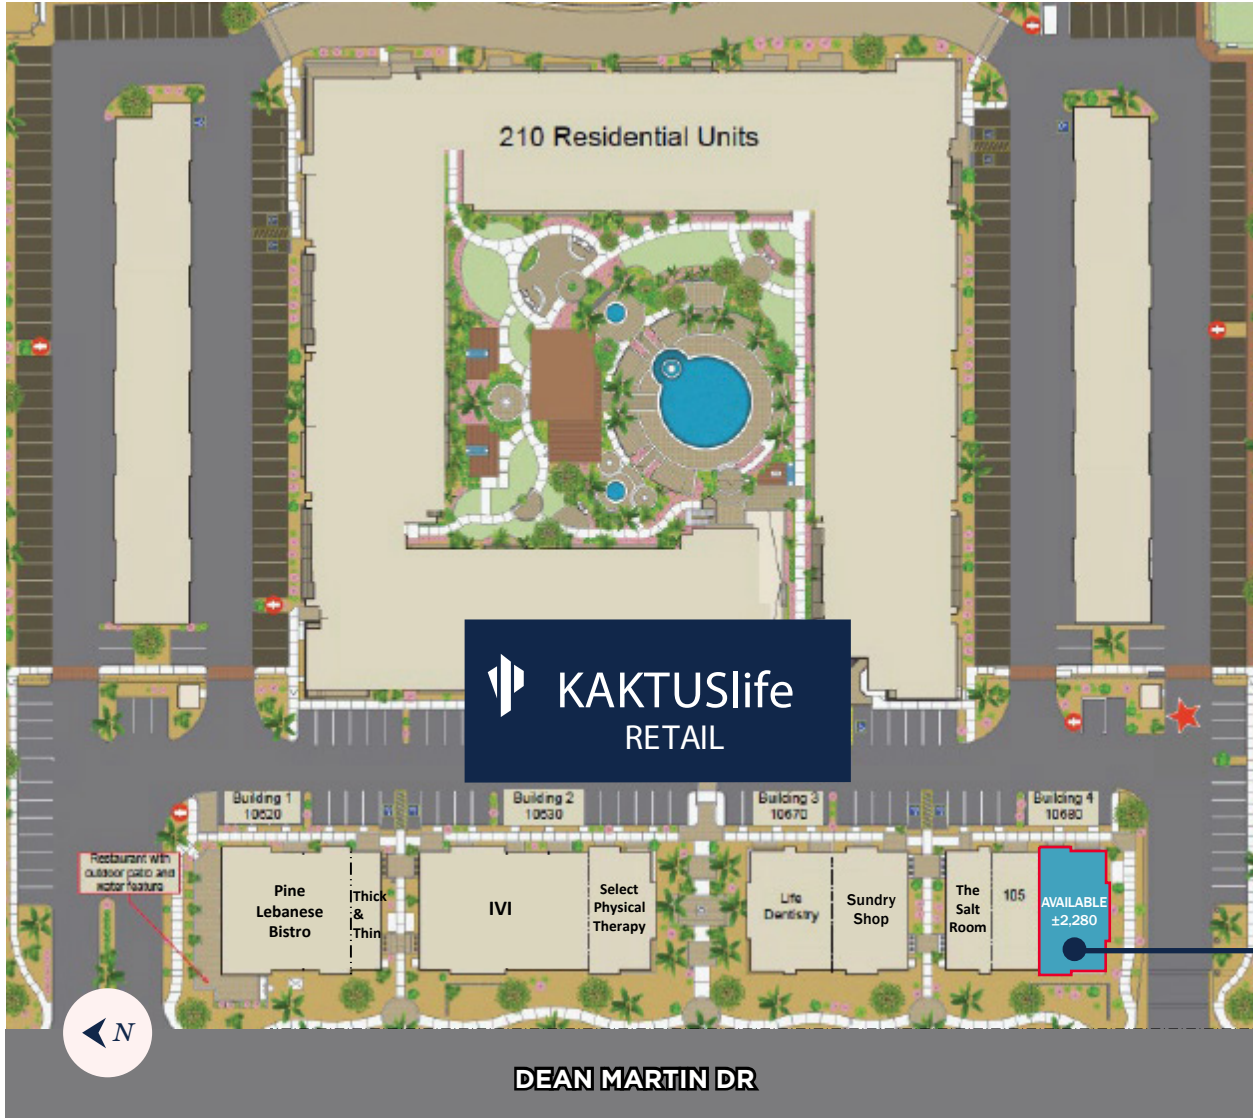 210 Residential Units
KAKTUSlife
RETAIL
Building 1
10620
Building 2
10630
Building 3
10670
Building 4
10680
Restaurant with
outdoor patio and
water feature
Pine
Lebanese
Bistro
Thick
&
Thin
IVI
Select
Physical
Therapy
Life
Dentistry
Sundry
Shop
The
Salt
Room
105
AVAILABLE
±2,280
N
DEAN MARTIN DR